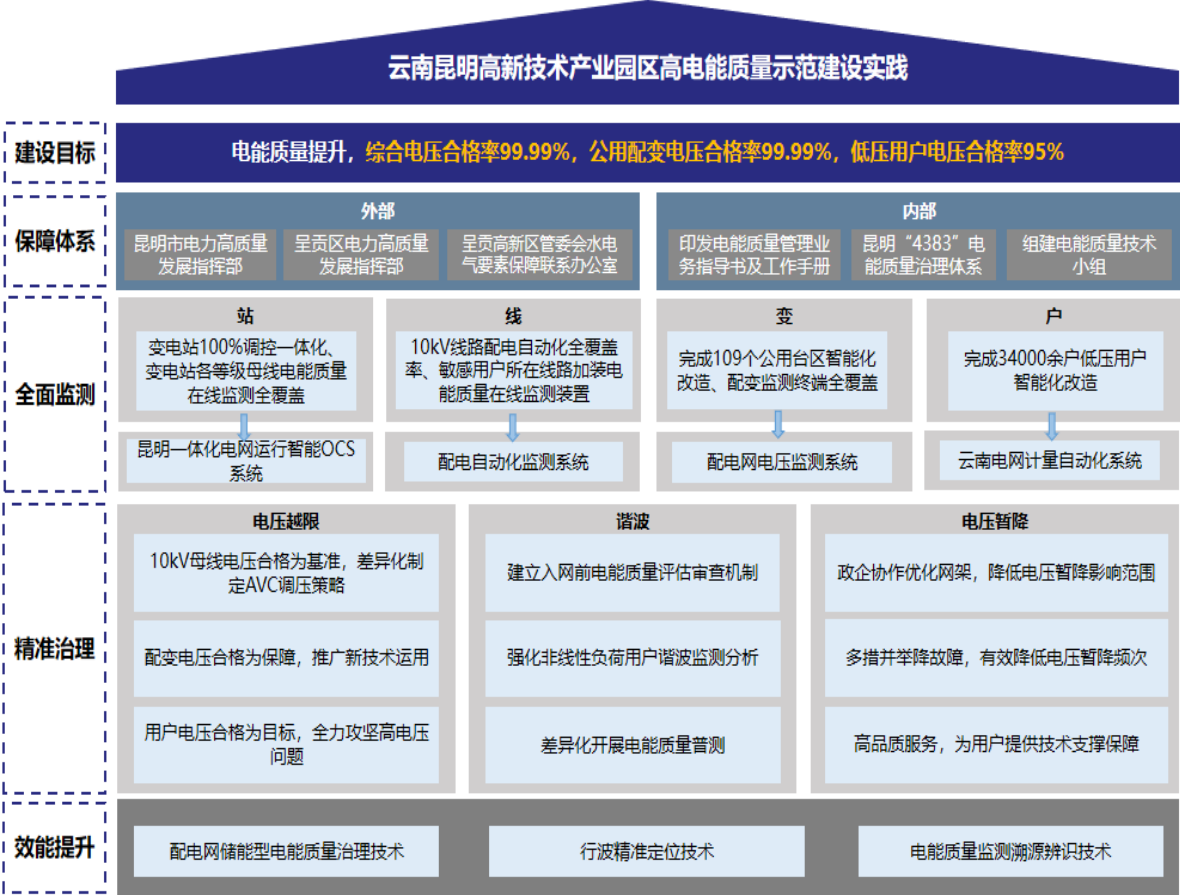 云南昆明高新技术产业园区高电能质量示范建设实践
建设目标
电能质量提升，综合电压合格率99.99%，公用配变电压合格率99.99%，低压用户电压合格率95%
保障体系
外部
昆明市电力高质量
发展指挥部
呈贡区电力高质量
发展指挥部
呈贡高新区管委会水电
气要素保障联系办公室
内部
印发电能质量管理业
务指导书及工作手册
昆明“4383”电
能质量治理体系
组建电能质量技术
小组
全面监测
站
变电站100%调控一体化、
变电站各等级母线电能质量
在线监测全覆盖
昆明一体化电网运行智能OCS
系统
线
10kV线路配电自动化全覆盖
率、敏感用户所在线路加装电
能质量在线监测装置
配电自动化监测系统
变
完成109个公用台区智能化
改造、配变监测终端全覆盖
配电网电压监测系统
户
完成34000余户低压用户
智能化改造
云南电网计量自动化系统
精准治理
电压越限
10kV母线电压合格为基准，差异化制
定AVC调压策略
配变电压合格为保障，推广新技术运用
用户电压合格为目标，全力攻坚高电压
问题
谐波
建立入网前电能质量评估审查机制
强化非线性负荷用户谐波监测分析
差异化开展电能质量普测
电压暂降
政企协作优化网架，降低电压暂降影响范围
多措并举降故障，有效降低电压暂降频次
高品质服务，为用户提供技术支撑保障
效能提升
配电网储能型电能质量治理技术
行波精准定位技术
电能质量监测溯源辨识技术